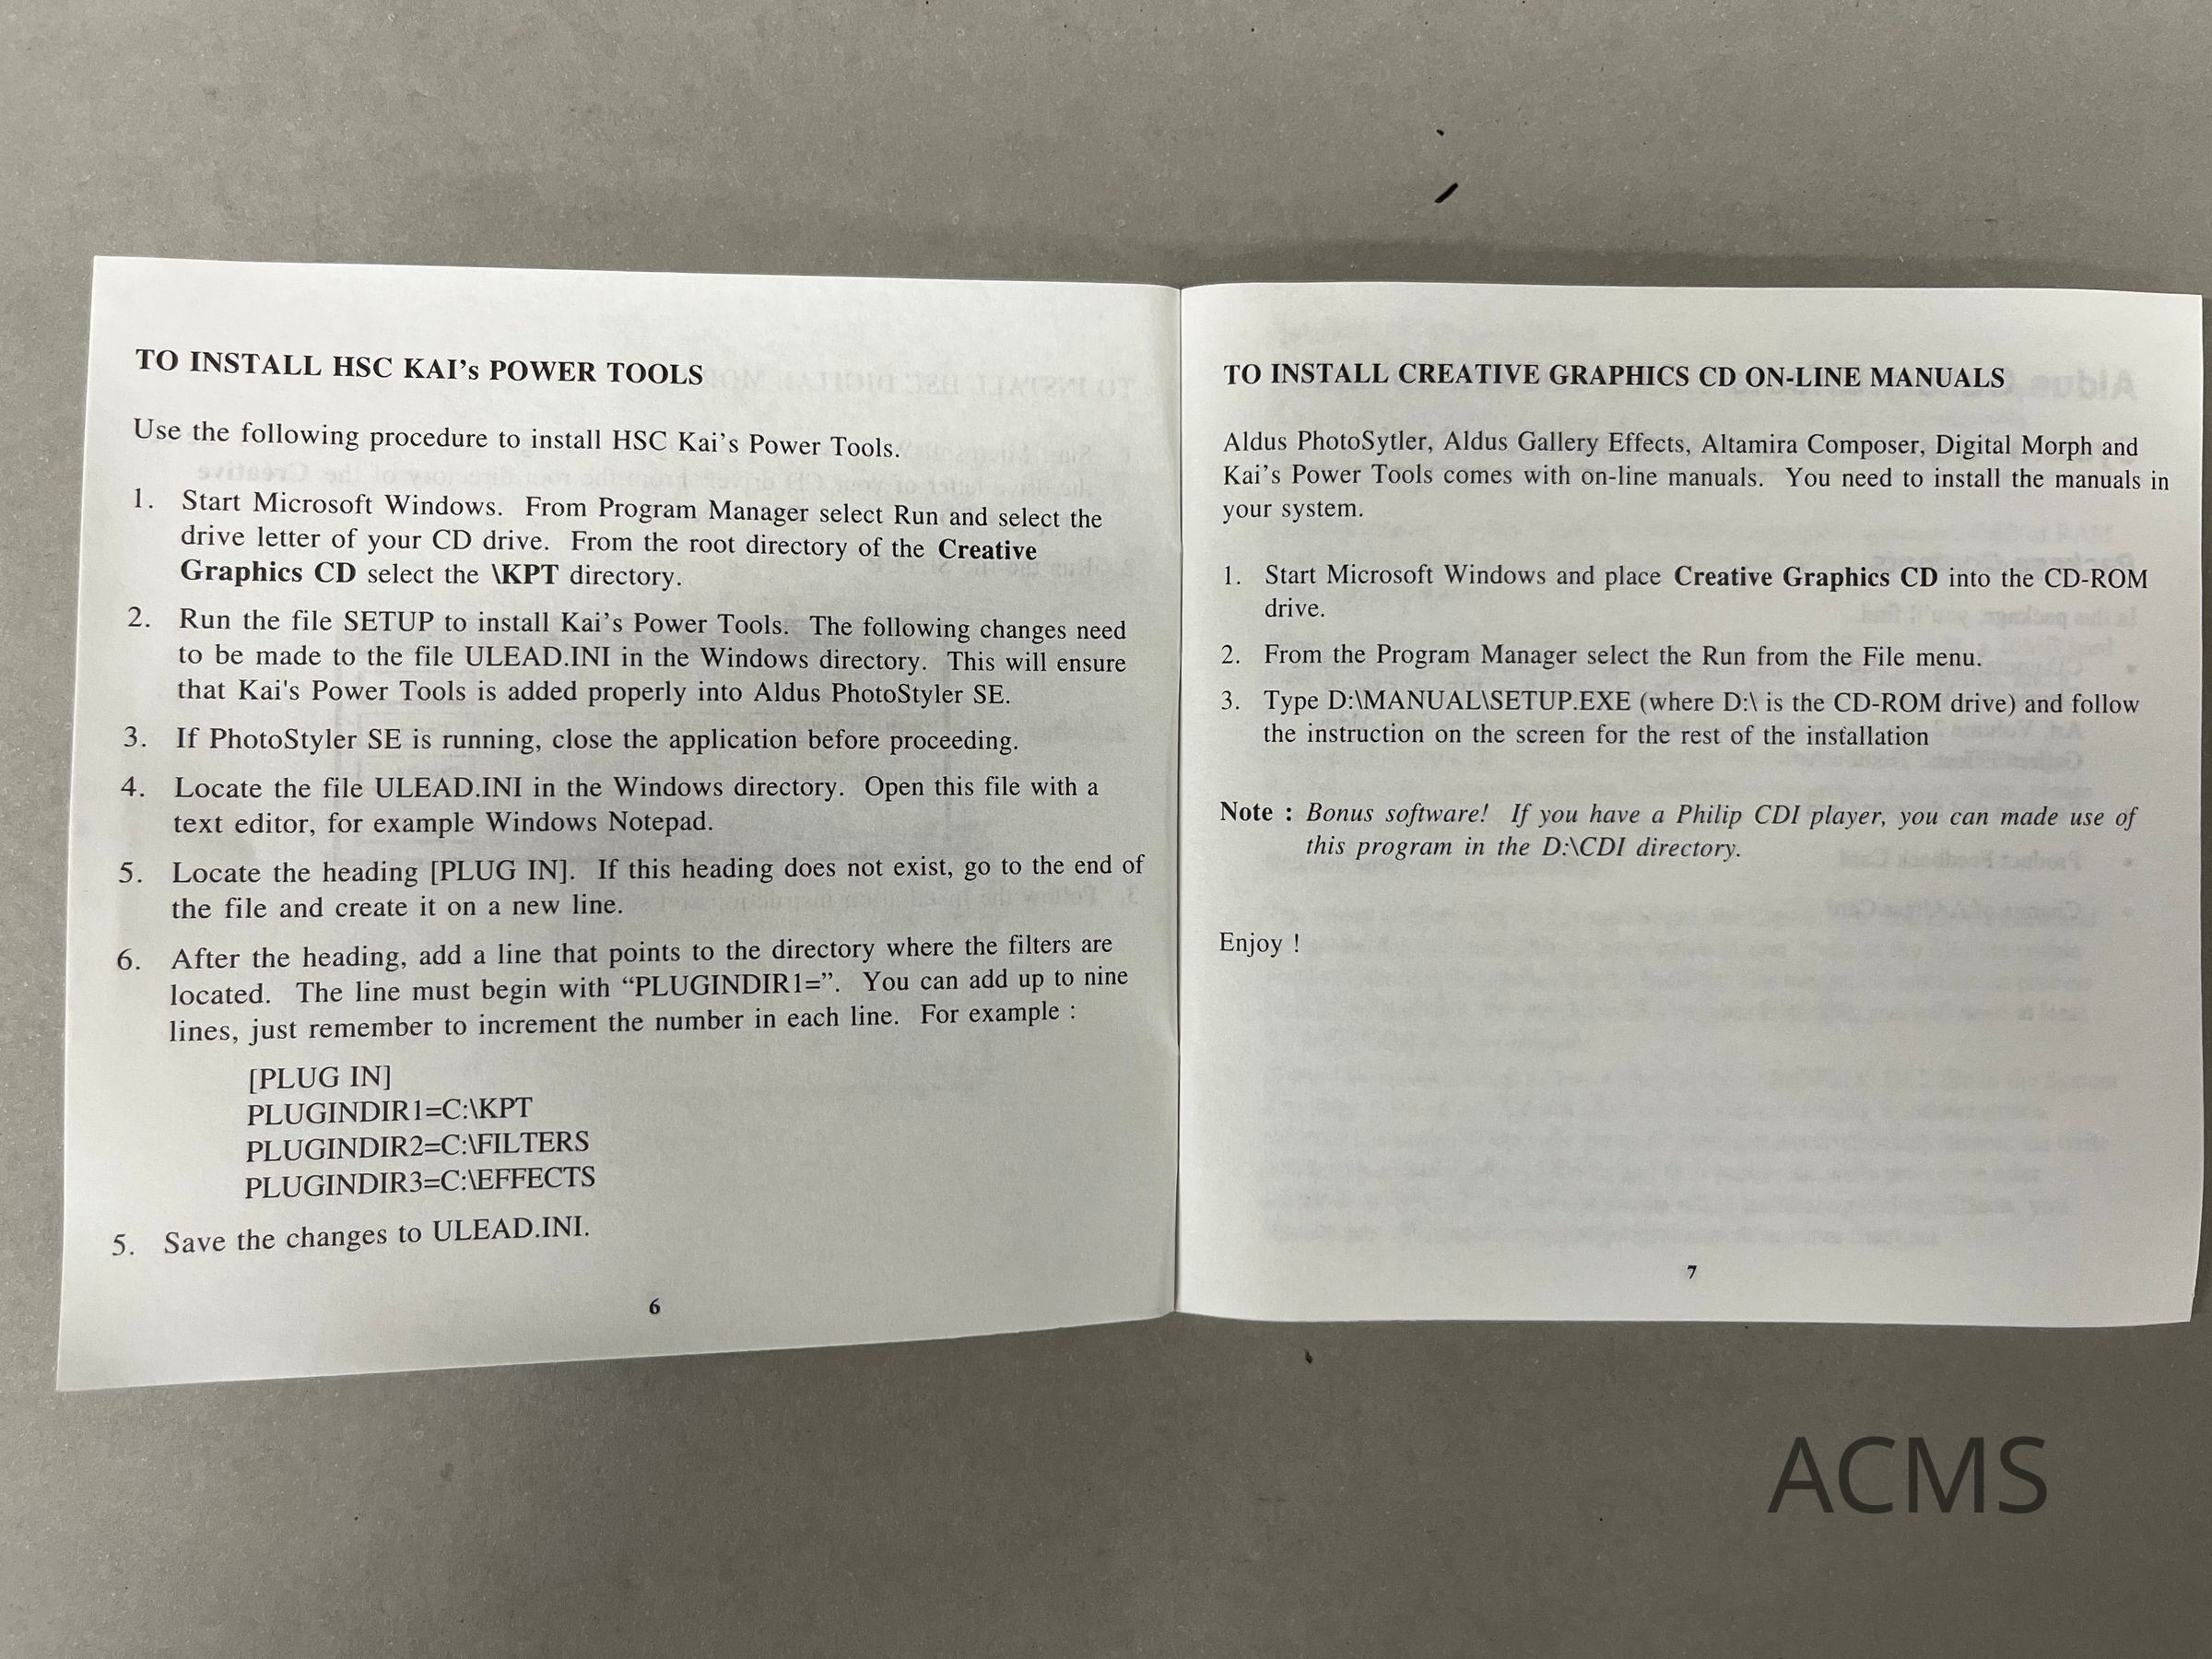 TO INSTALL HSC KAI's POWER TOOLS
Use the following procedure to install HSC Kai's Power Tools.
1. Start Microsoft Windows. From Program Manager select Run and select the
drive letter of your CD drive. From the root directory of the Creative
Graphics CD select the \KPT directory.
2. Run the file SETUP to install Kai's Power Tools. The following changes need
to be made to the file ULEAD.INI in the Windows directory. This will ensure
that Kai's Power Tools is added properly into Aldus PhotoStyler SE.
3. If PhotoStyler SE is running, close the application before proceeding.
4. Locate the file ULEAD.INI in the Windows directory. Open this file with a
text editor, for example Windows Notepad.
5. Locate the heading [PLUG IN]. If this heading does not exist, go to the end of
the file and create it on a new line.
6. After the heading, add a line that points to the directory where the filters are
located. The line must begin with “PLUGINDIR1=”. You can add up to nine
lines, just remember to increment the number in each line. For example :
[PLUG IN]
PLUGINDIR1=C:\KPT
PLUGINDIR2=C:\FILTERS
PLUGINDIR3=C:\EFFECTS
5. Save the changes to ULEAD.INI.
6
TO INSTALL CREATIVE GRAPHICS CD ON-LINE MANUALS
Aldus PhotoSytler, Aldus Gallery Effects, Altamira Composer, Digital Morph and
Kai's Power Tools comes with on-line manuals. You need to install the manuals in
your system.
1. Start Microsoft Windows and place Creative Graphics CD into the CD-ROM
drive.
2. From the Program Manager select the Run from the File menu.
3. Type D:\MANUAL\SETUP.EXE (where D:\ is the CD-ROM drive) and follow
the instruction on the screen for the rest of the installation
Note : Bonus software! If you have a Philip CDI player, you can made use of
this program in the D:\CDI directory.
Enjoy !
7
ACMS